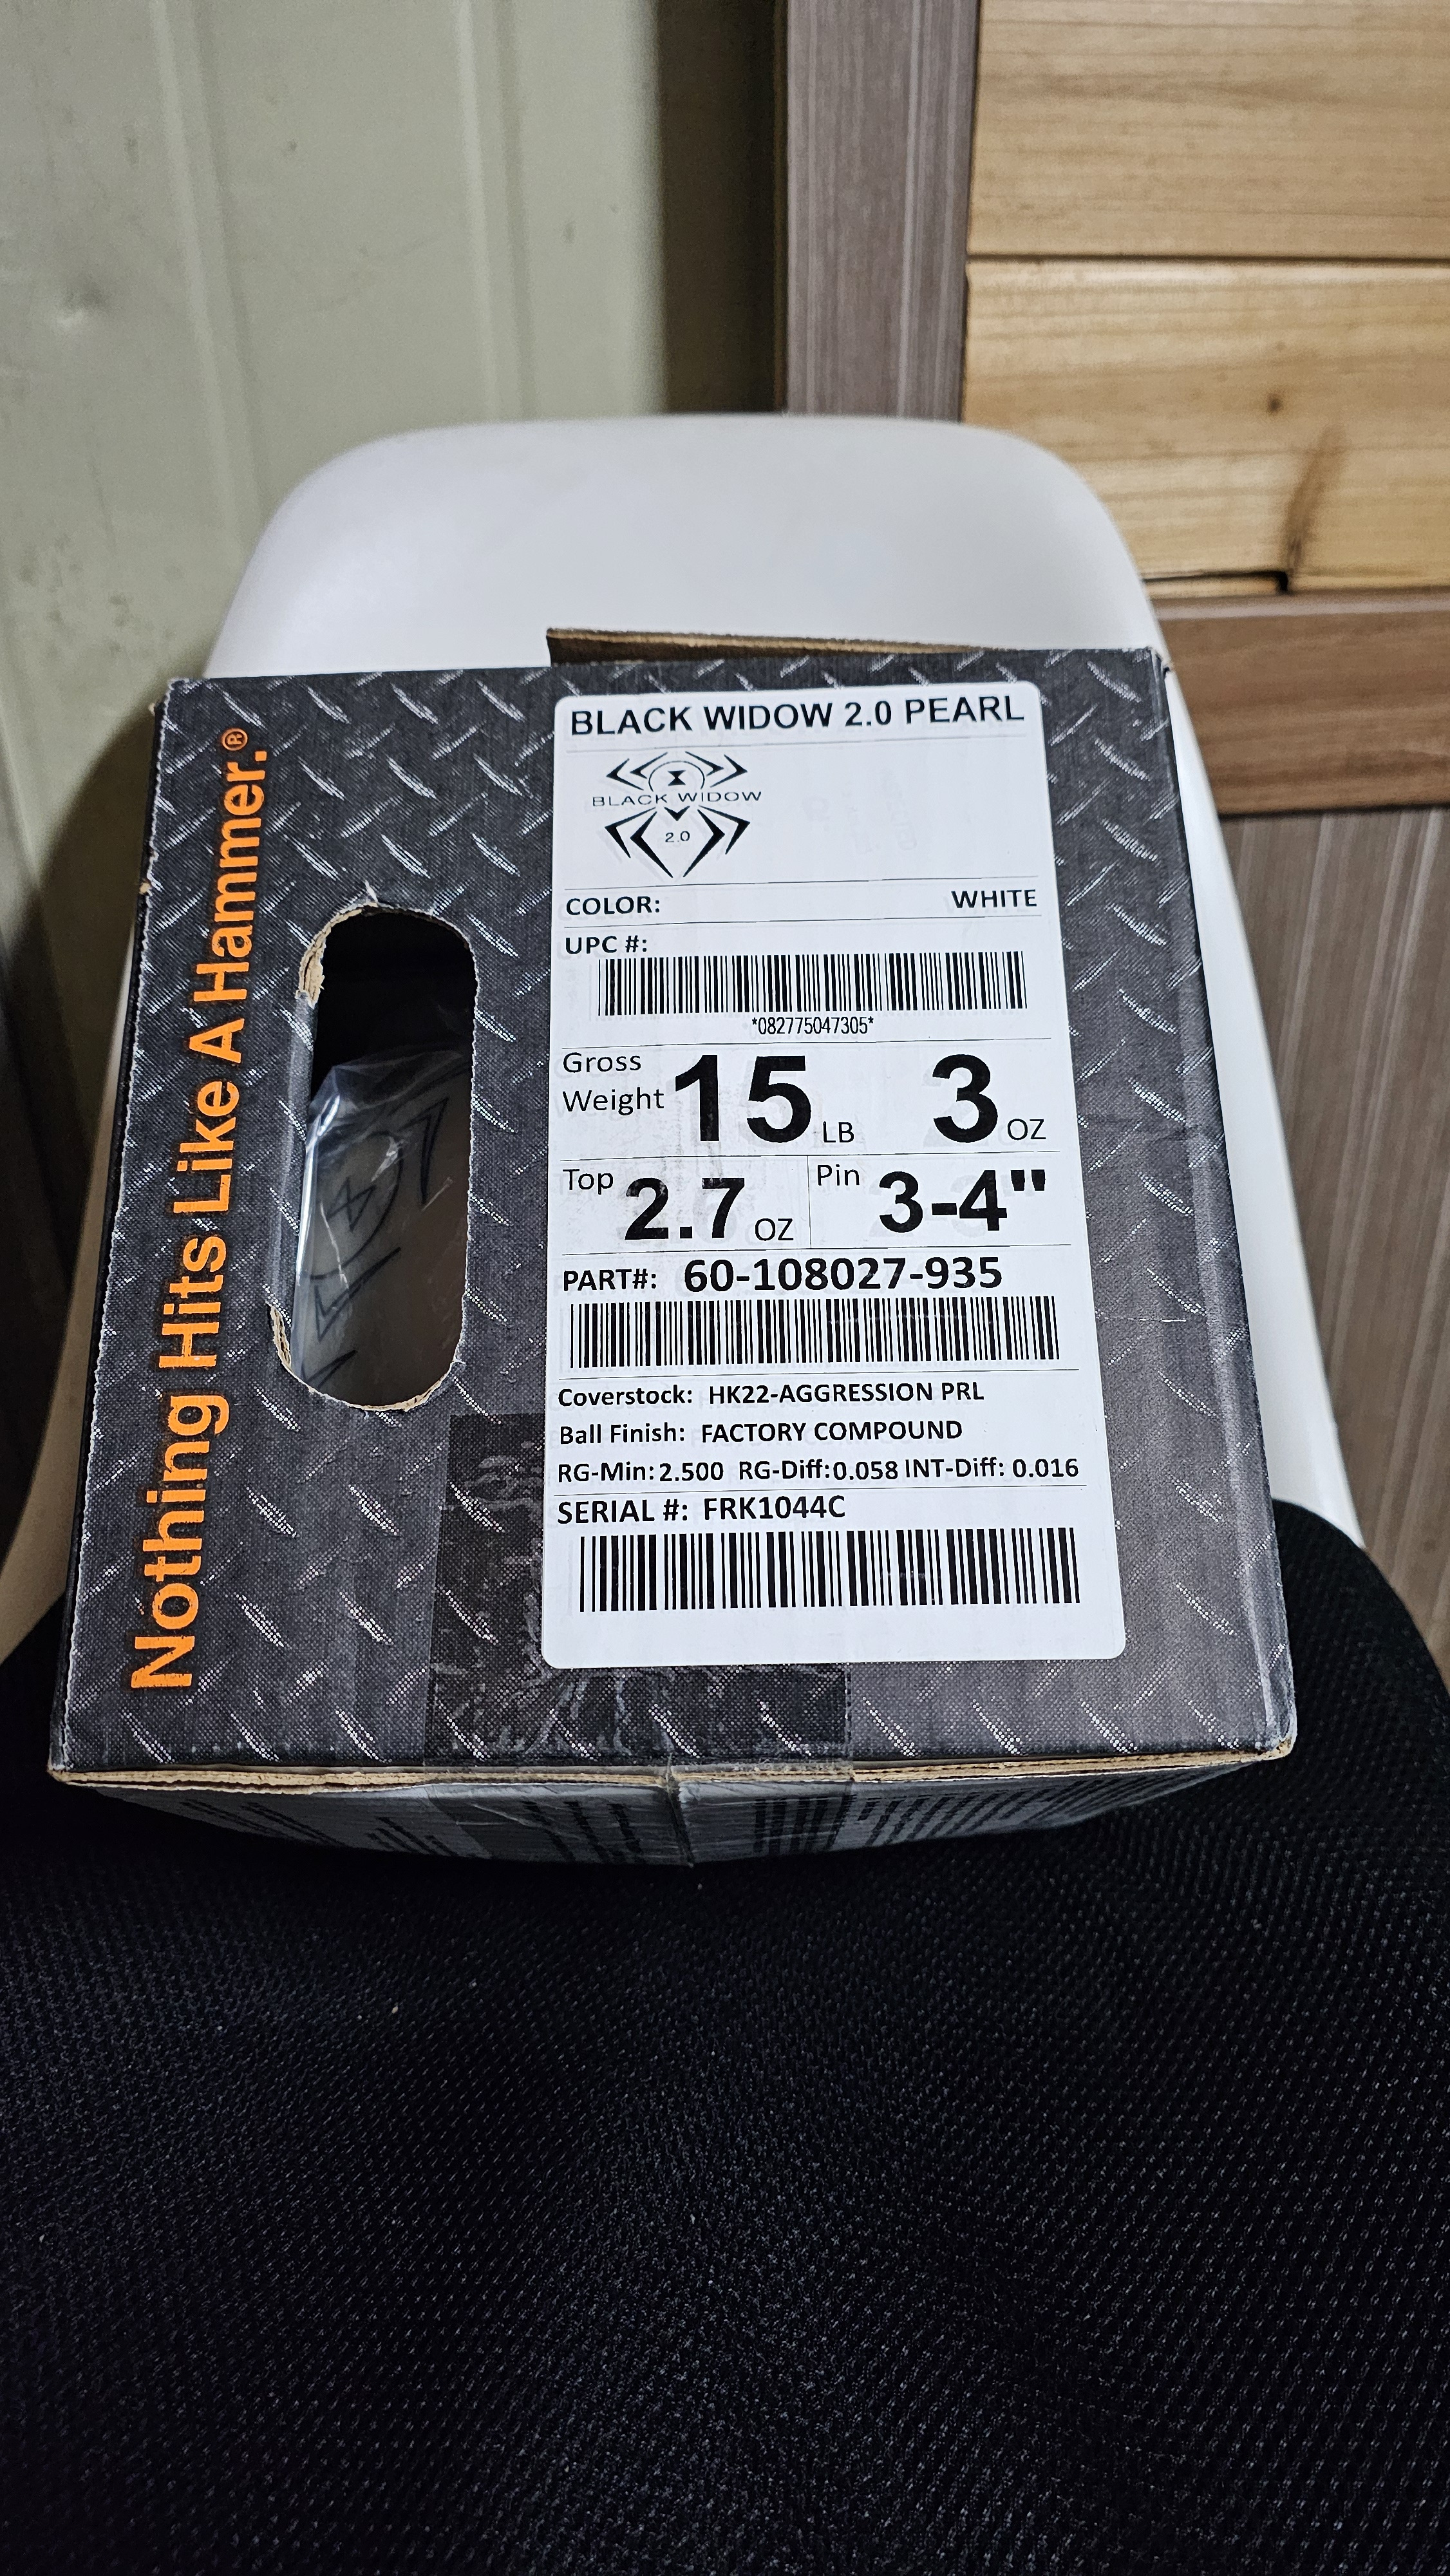 Nothing Hits Like A Hammer.®
BLACK WIDOW 2.0 PEARL
BLACK WIDOW
2.0
COLOR: WHITE
UPC #:
*082775047305*
Gross Weight 15 LB 3 OZ
Top 2.7 OZ Pin 3-4"
PART#: 60-108027-935
Coverstock: HK22-AGGRESSION PRL
Ball Finish: FACTORY COMPOUND
RG-Min: 2.500 RG-Diff: 0.058 INT-Diff: 0.016
SERIAL #: FRK1044C